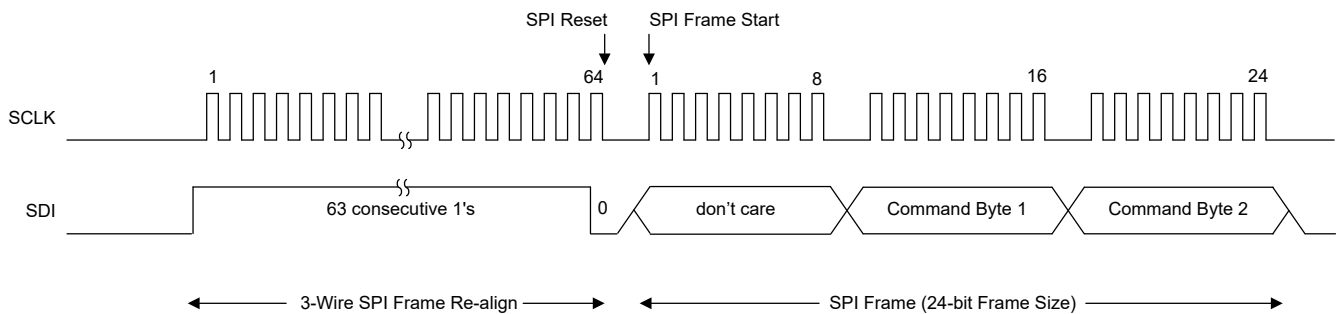 SPI Reset
SPI Frame Start
1
64
1
8
16
24
SCLK
SDI
63 consecutive 1's
0
don't care
Command Byte 1
Command Byte 2
3-Wire SPI Frame Re-align
SPI Frame (24-bit Frame Size)